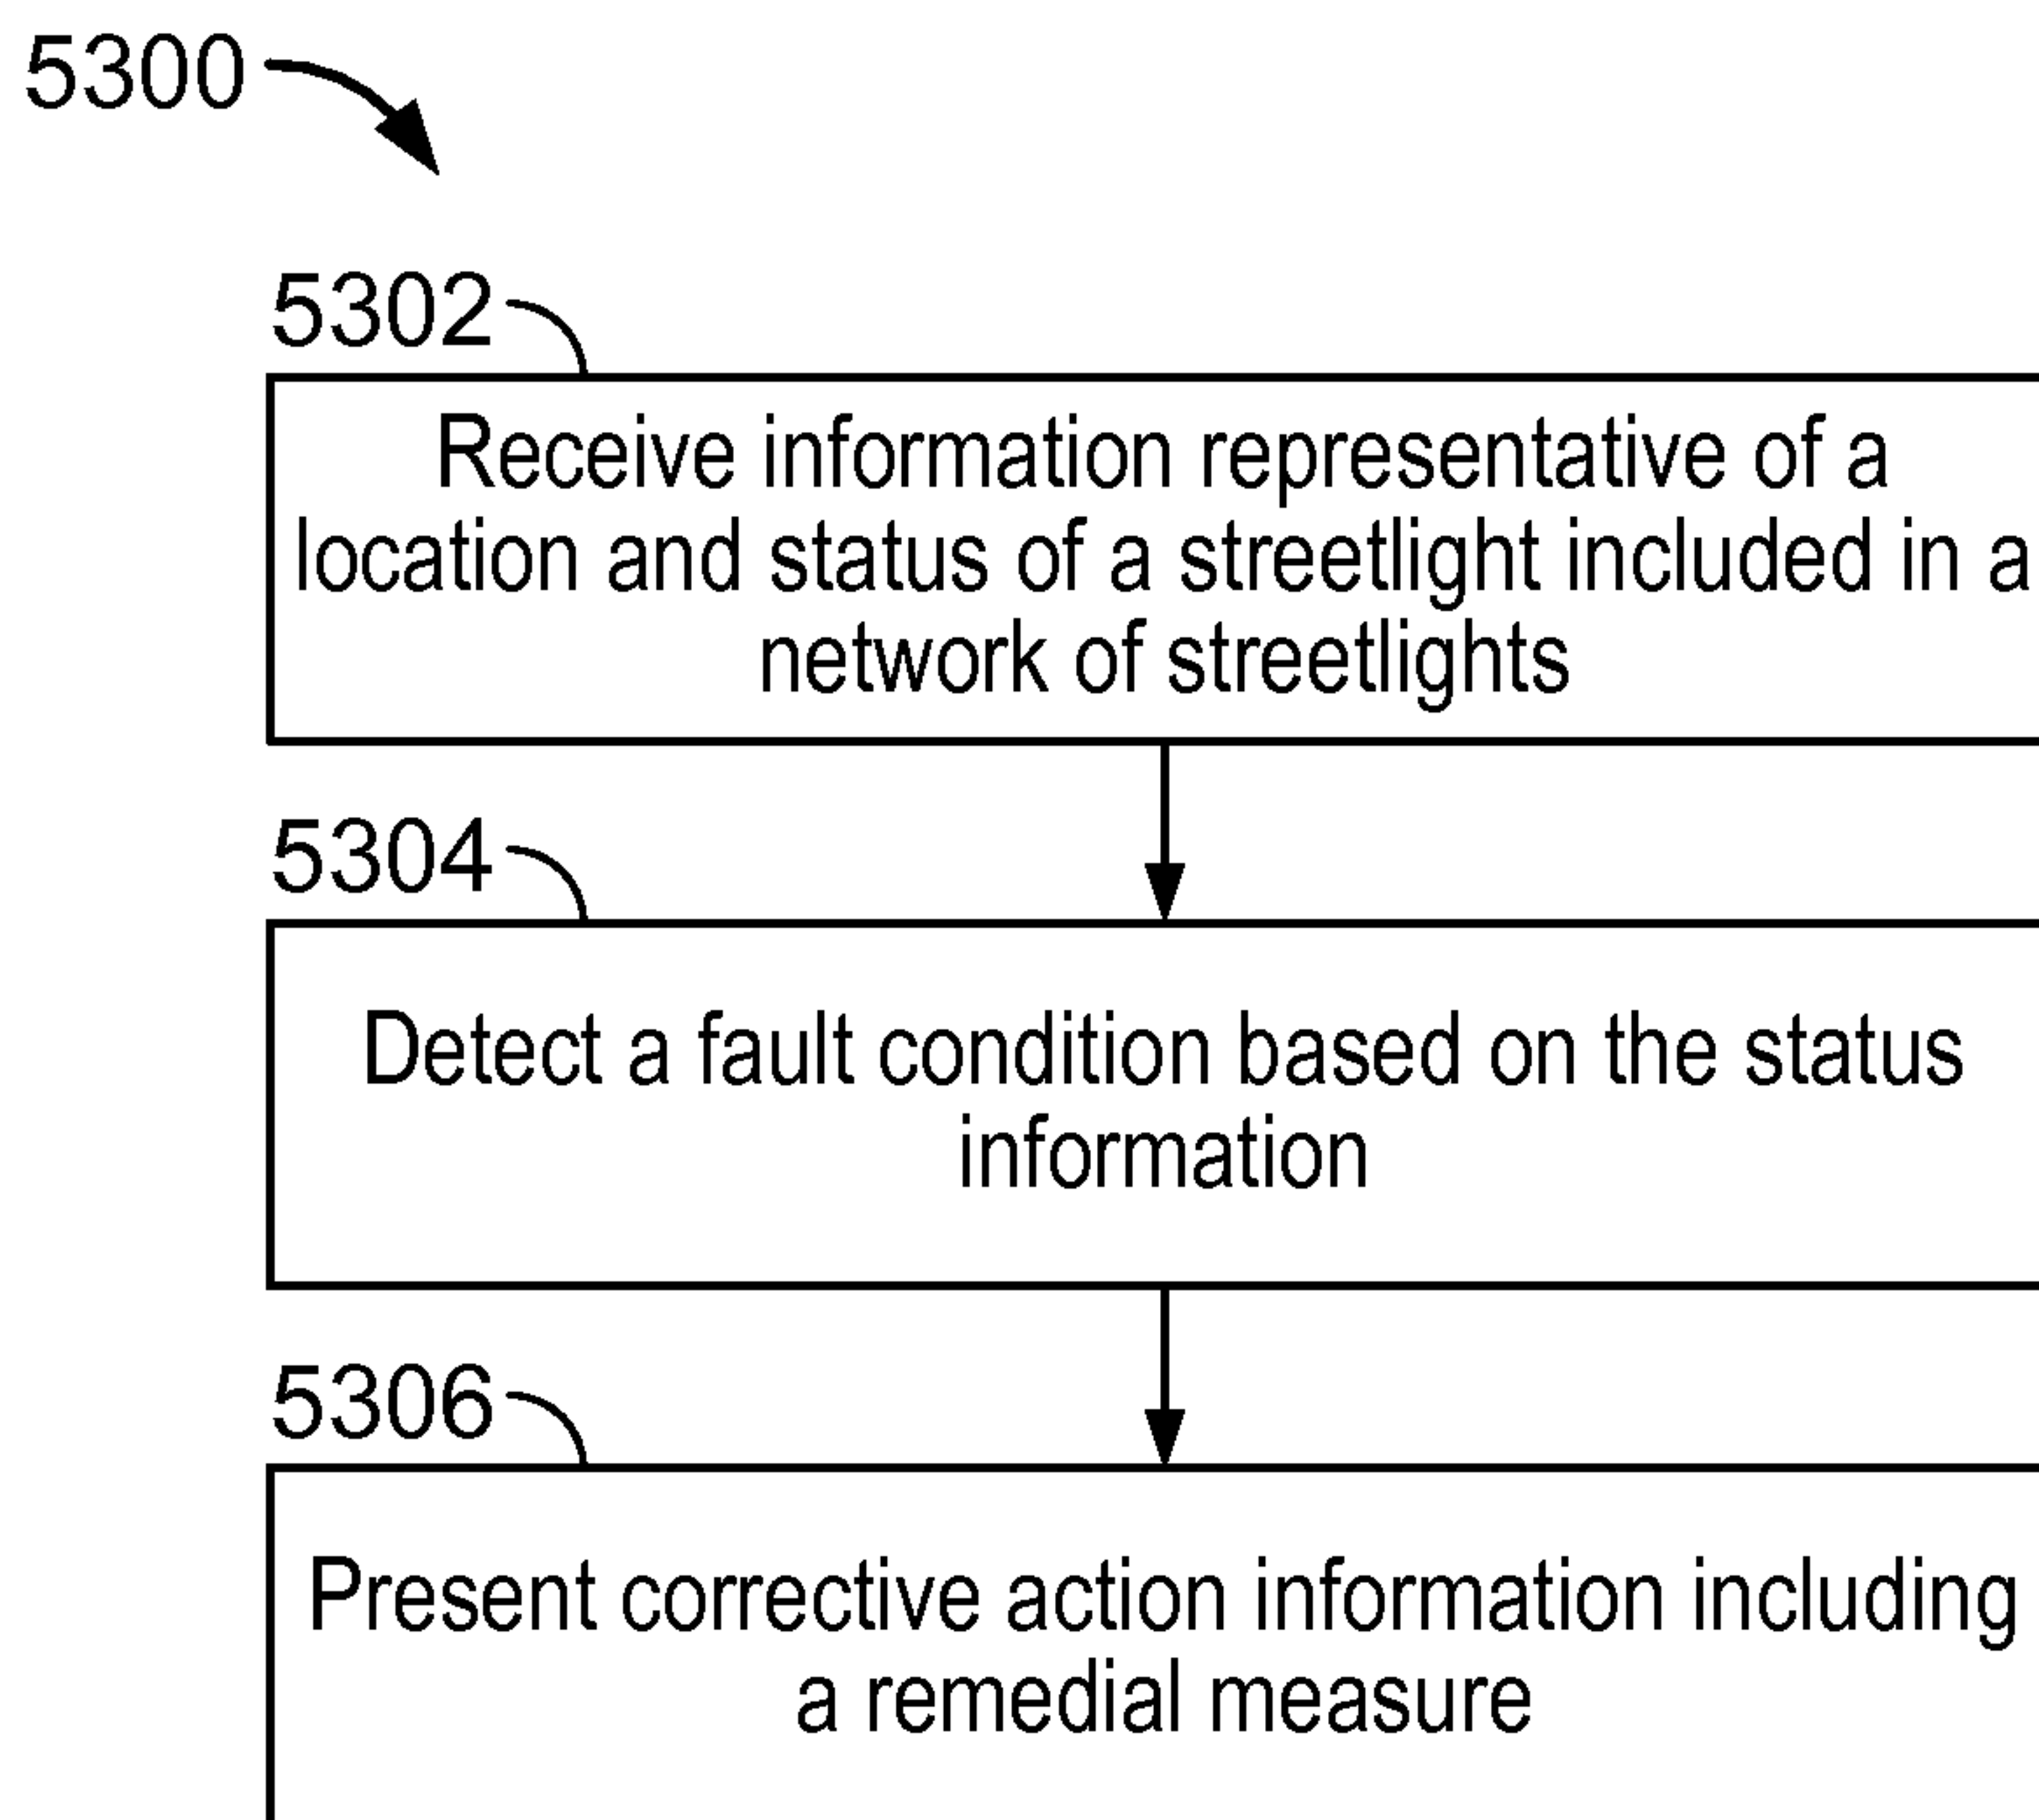 5300
5302
Receive information representative of a
location and status of a streetlight included in a
network of streetlights
5304
Detect a fault condition based on the status
information
5306
Present corrective action information including
a remedial measure